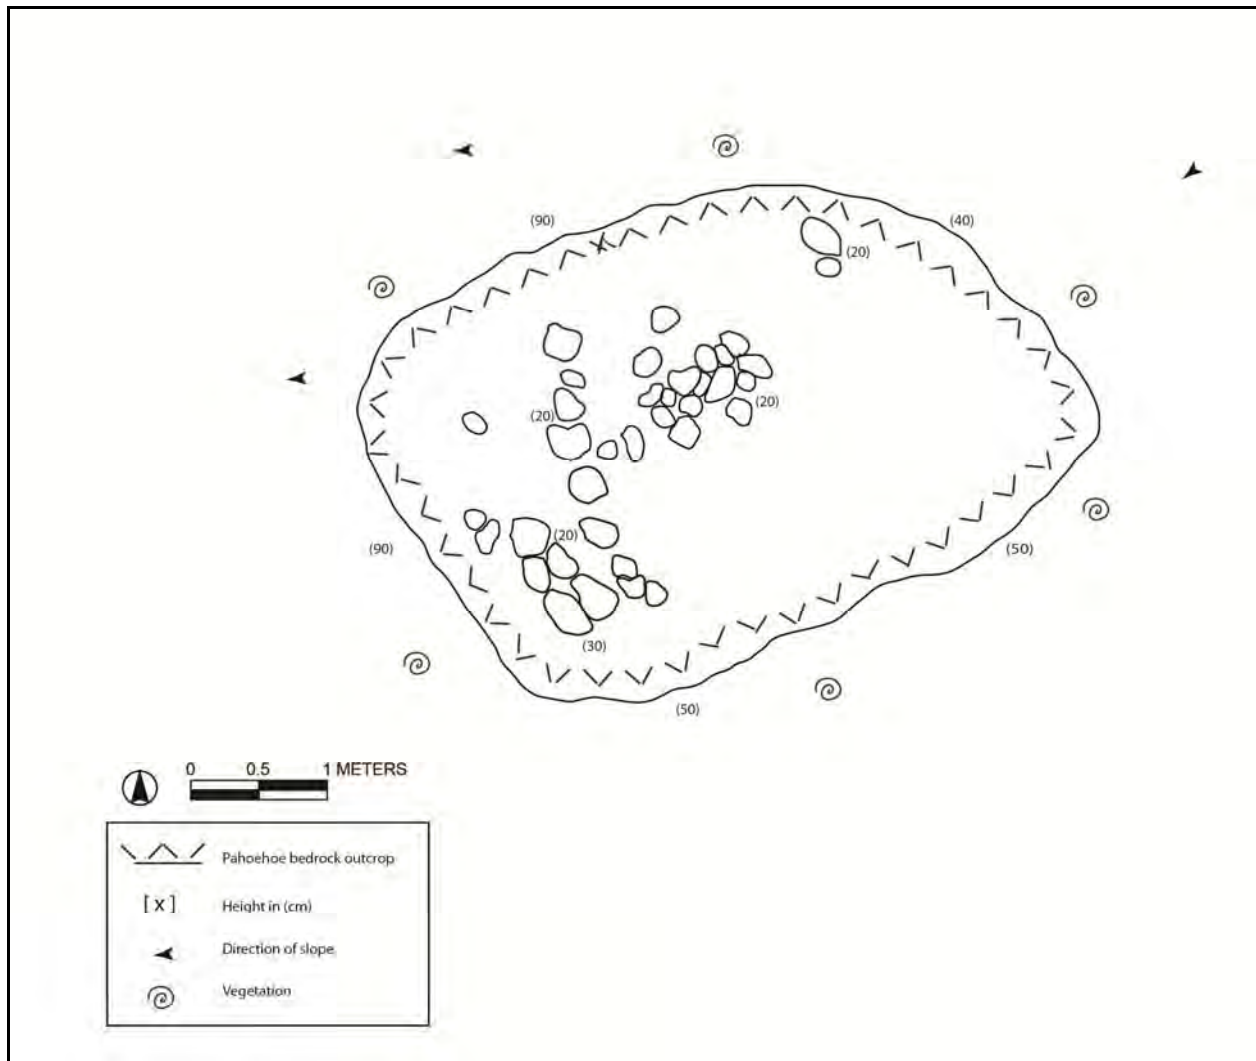 (90)
(40)
(20)
(20)
(20)
(20)
(90)
(50)
(30)
(50)
0 0.5 1 METERS
Pahoehoe bedrock outcrop
[x] Height in (cm)
Direction of slope
Vegetation